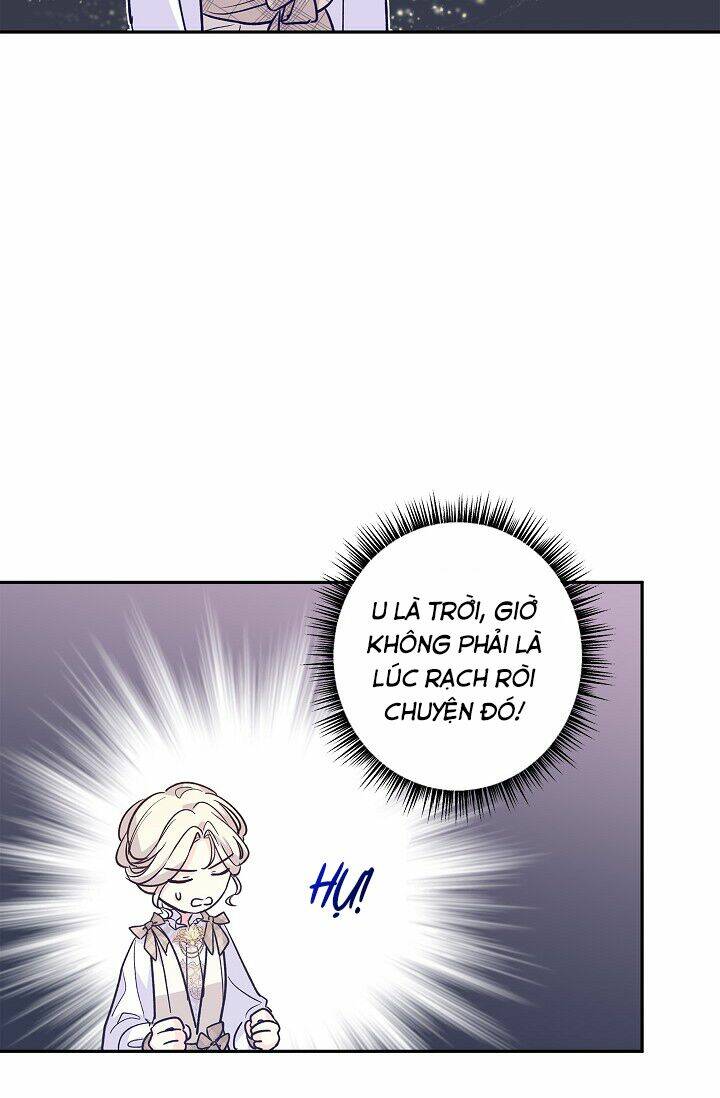 U LÀ TRỜI, GIỜ
KHÔNG PHẢI LÀ
LÚC RẠCH RÒI
CHUYỆN ĐÓ!
HỤ!